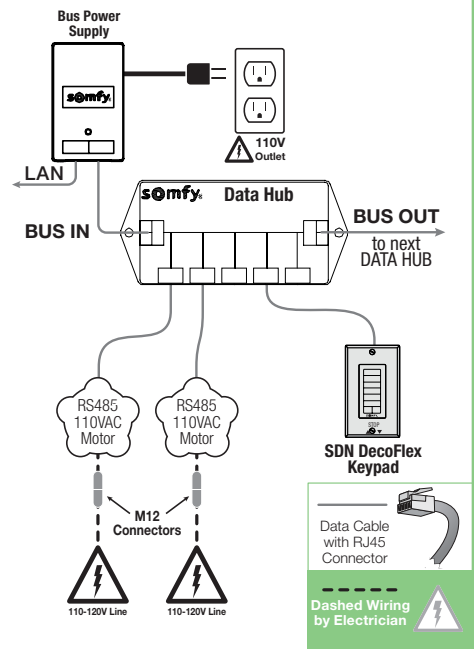 Bus Power
Supply
somfy.
110V
Outlet
LAN
somfy. Data Hub
BUS IN
BUS OUT
to next
DATA HUB
RS485
110VAC
Motor
RS485
110VAC
Motor
STOP
SDN DecoFlex
Keypad
M12
Connectors
Data Cable
with RJ45
Connector
110-120V Line
110-120V Line
Dashed Wiring
by Electrician